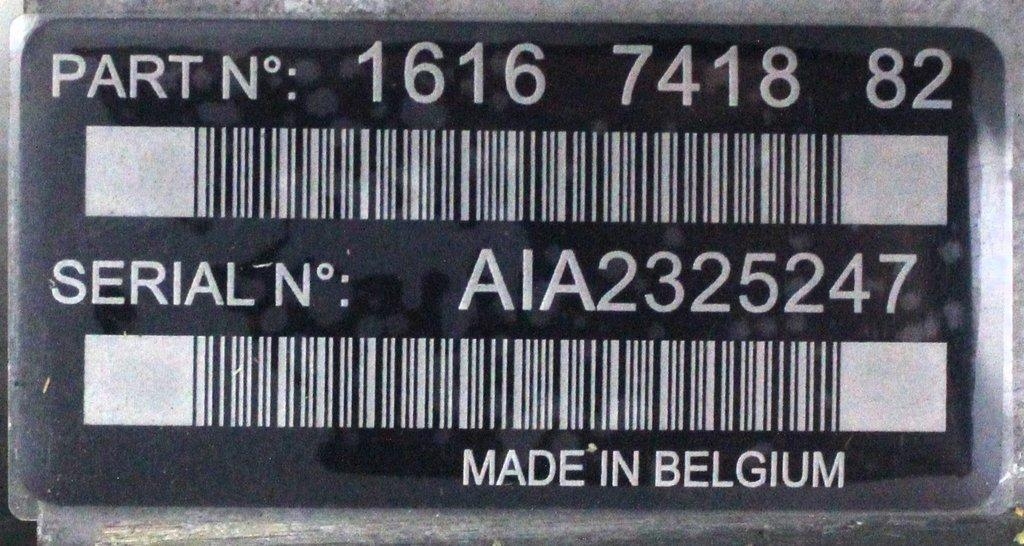 PART N°: 1616 7418 82
SERIAL N°: AIA2325247
MADE IN BELGIUM